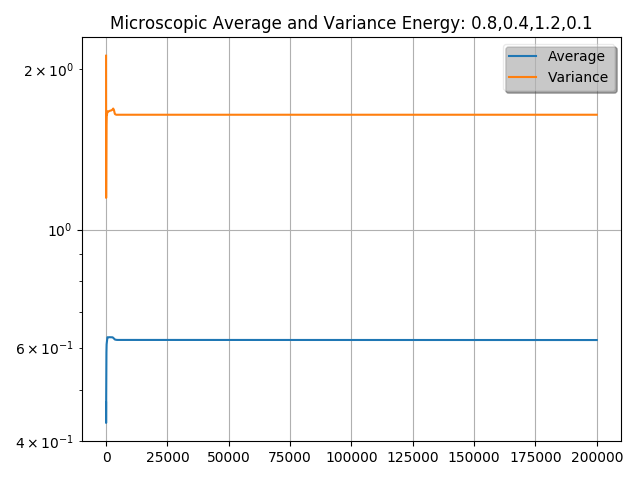 Microscopic Average and Variance Energy: 0.8,0.4,1.2,0.1
Average
Variance
2 × 10⁰
10⁰
6 × 10⁻¹
4 × 10⁻¹
0 25000 50000 75000 100000 125000 150000 175000 200000